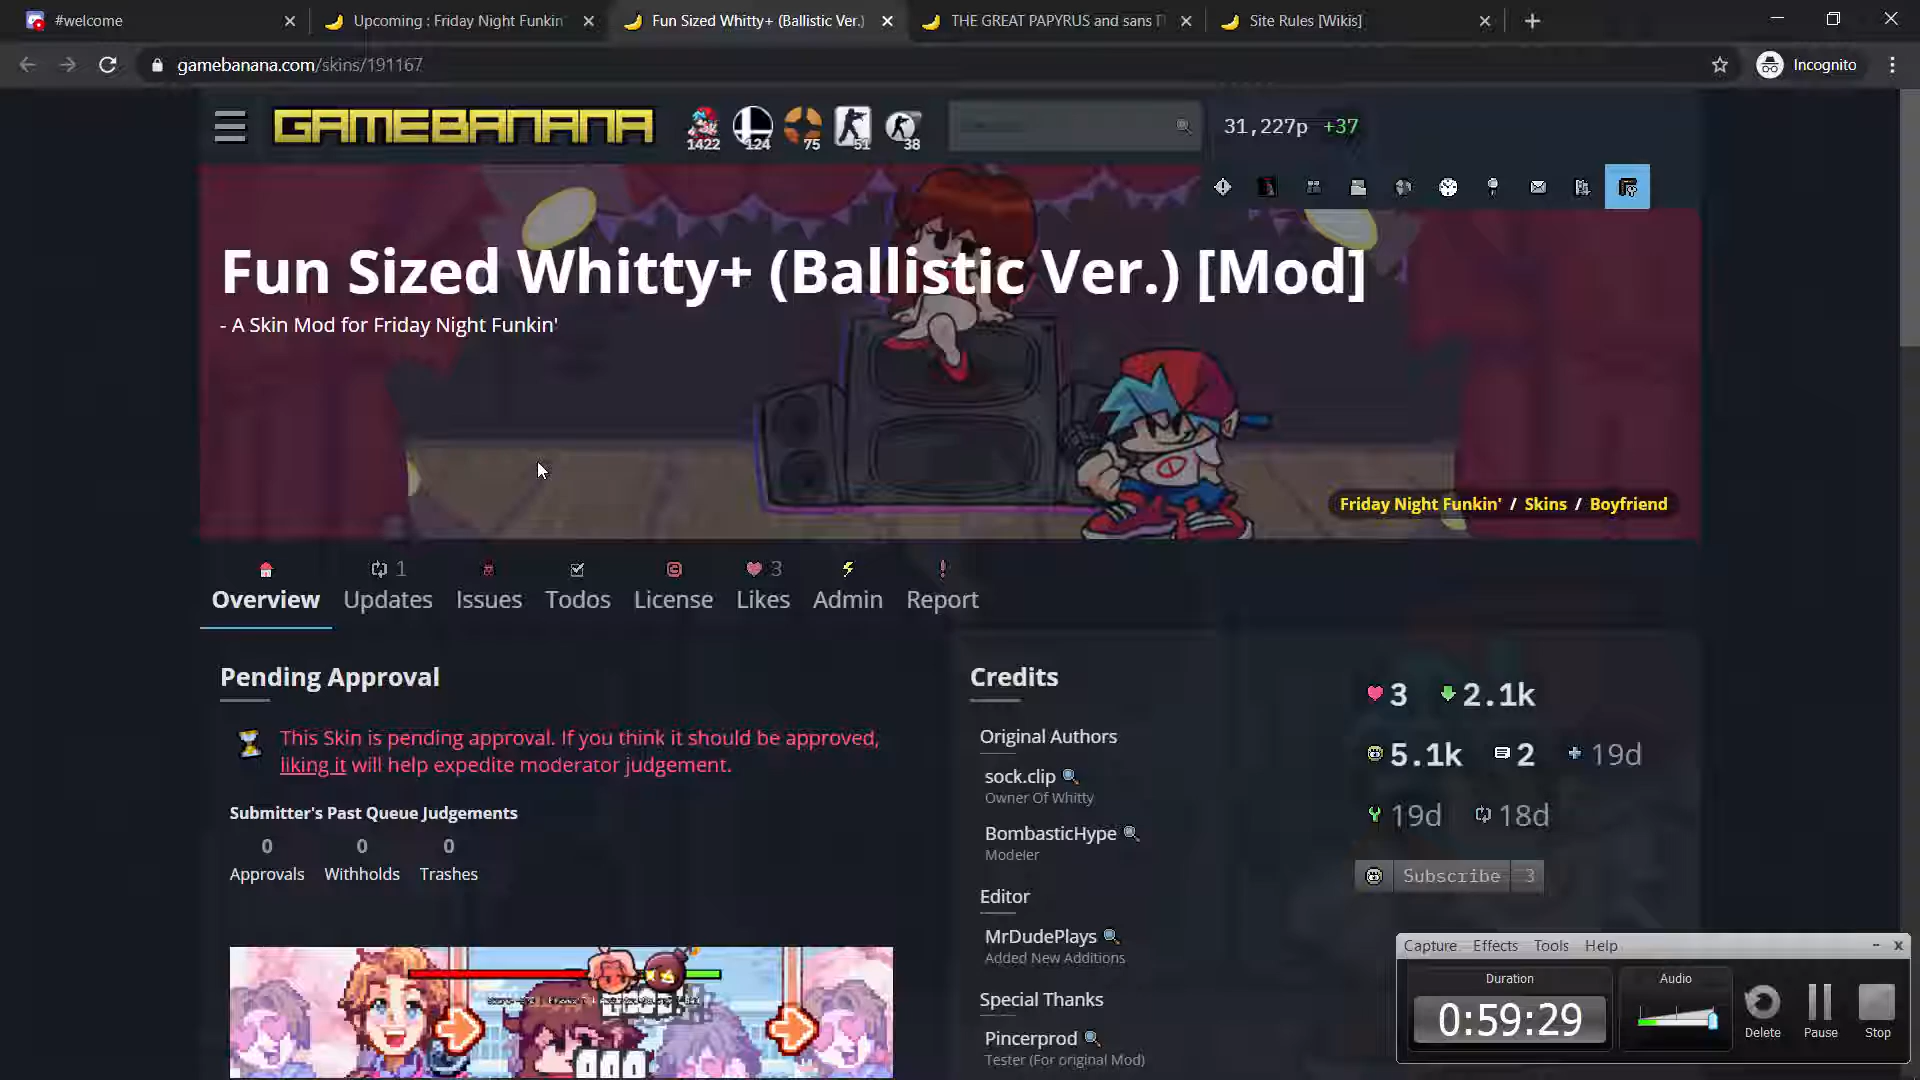 #welcome
Upcoming : Friday Night Funkin
Fun Sized Whitty+ (Ballistic Ver.)
THE GREAT PAPYRUS and sans
Site Rules [Wikis]
gamebanana.com/skins/191167
Incognito
GAMEBANANA
1422
124
75
51
38
31,227p +37
Fun Sized Whitty+ (Ballistic Ver.) [Mod]
- A Skin Mod for Friday Night Funkin'
Friday Night Funkin' / Skins / Boyfriend
1
3
Overview
Updates
Issues
Todos
License
Likes
Admin
Report
Pending Approval
This Skin is pending approval. If you think it should be approved,
liking it will help expedite moderator judgement.
Submitter's Past Queue Judgements
0 0 0
Approvals Withholds Trashes
Credits
Original Authors
sock.clip
Owner Of Whitty
BombasticHype
Modeler
Editor
MrDudePlays
Added New Additions
Special Thanks
Pincerprod
Tester (For original Mod)
3 2.1k
5.1k 2 19d
19d 18d
Subscribe 3
Capture Effects Tools Help
Duration
0:59:29
Audio
Delete
Pause
Stop